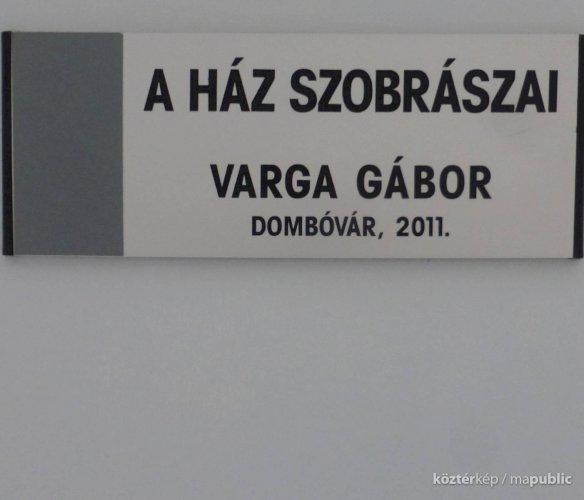 A HÁZ SZOBRÁSZAI
VARGA GÁBOR
DOMBÓVÁR, 2011.
köztérkép / mapublic